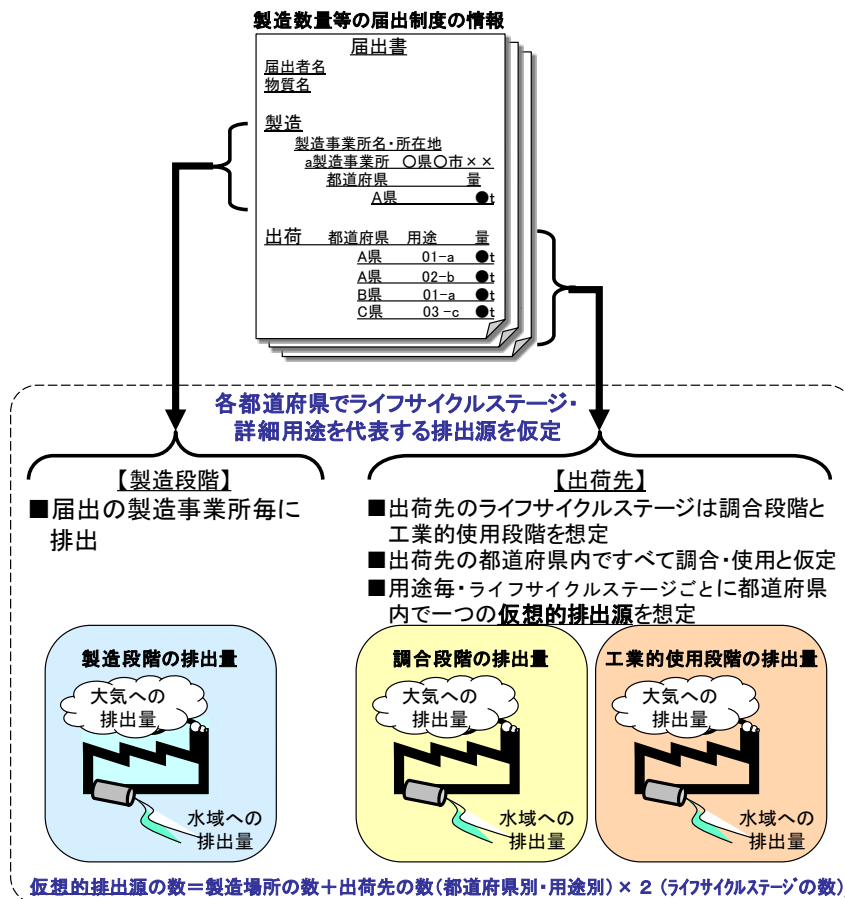 製造数量等の届出制度の情報
届出書
届出者名
物質名
製造
製造事業所名・所在地
a製造事業所　〇県〇市××
都道府県　量
A県　●t
出荷　都道府県　用途　量
A県　01-a　●t
A県　02-b　●t
B県　01-a　●t
C県　03-c　●t
各都道府県でライフサイクルステージ・
詳細用途を代表する排出源を仮定
【製造段階】
■届出の製造事業所毎に
排出
【出荷先】
■出荷先のライフサイクルステージは調合段階と
工業的使用段階を想定
■出荷先の都道府県内ですべて調合・使用と仮定
■用途毎・ライフサイクルステージごとに都道府県
内で一つの仮想的排出源を想定
製造段階の排出量
大気への
排出量
水域への
排出量
調合段階の排出量
大気への
排出量
水域への
排出量
工業的使用段階の排出量
大気への
排出量
水域への
排出量
仮想的排出源の数＝製造場所の数＋出荷先の数(都道府県別・用途別)×２(ライフサイクルステージの数)